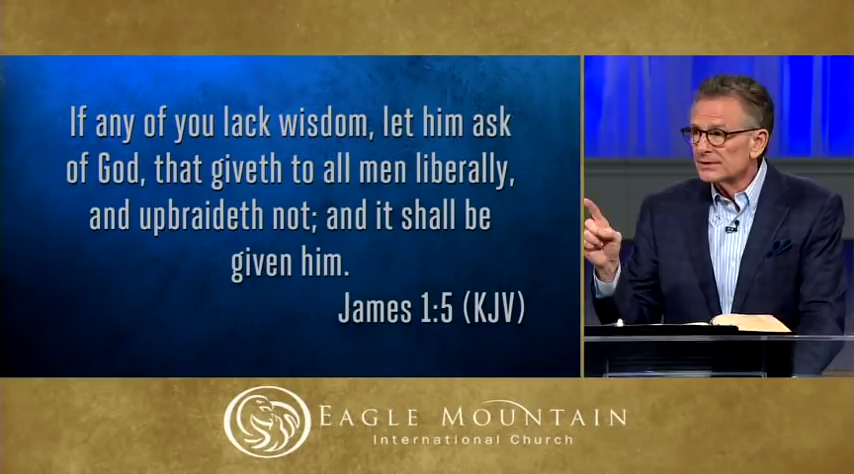 If any of you lack wisdom, let him ask
of God, that giveth to all men liberally,
and upbraideth not; and it shall be
given him.
James 1:5 (KJV)
EAGLE MOUNTAIN
International Church